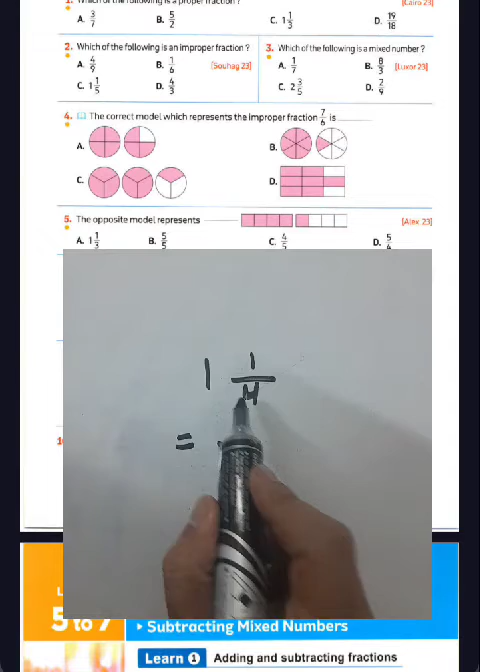 1. Which of the following is a proper fraction ? [Cairo 23]
A. 3/7 B. 5/2 C. 1 1/3 D. 19/18
2. Which of the following is an improper fraction ?
A. 4/9 B. 1/6 [Souhag 23]
C. 1 1/5 D. 4/3
3. Which of the following is a mixed number ?
A. 1/7 B. 8/3 [Luxor 23]
C. 2 3/5 D. 2/9
4. The correct model which represents the improper fraction 7/6 is
A. B.
C. D.
5. The opposite model represents [Alex 23]
A. 1 1/3 B. 5/5 C. 4/5 D. 5/4
1 1/4
=
5 to 7
Subtracting Mixed Numbers
Learn 1 Adding and subtracting fractions